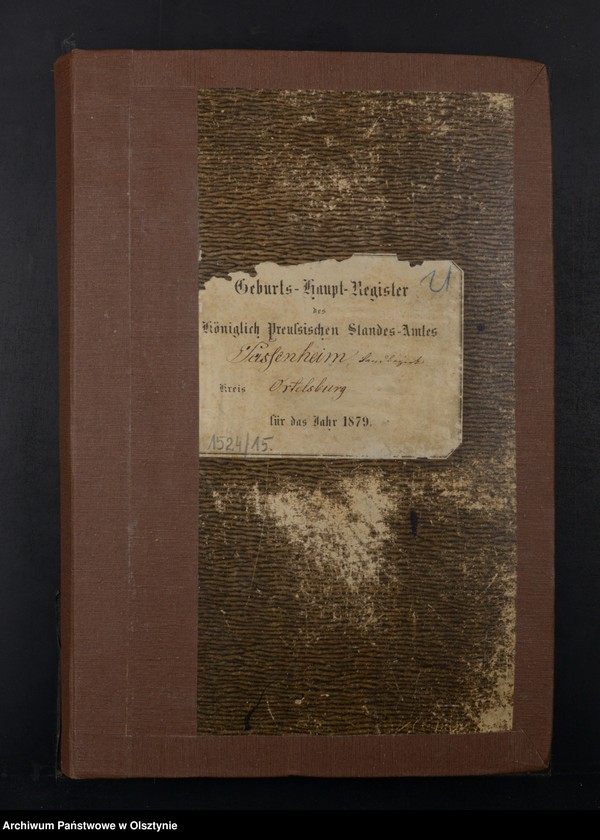 Geburts-Haupt-Register
des
Königlich Preußischen Standes-Amtes
Passenheim
Kreis Ortelsburg
für das Jahr 1879.
1524/15.
Archiwum Państwowe w Olsztynie